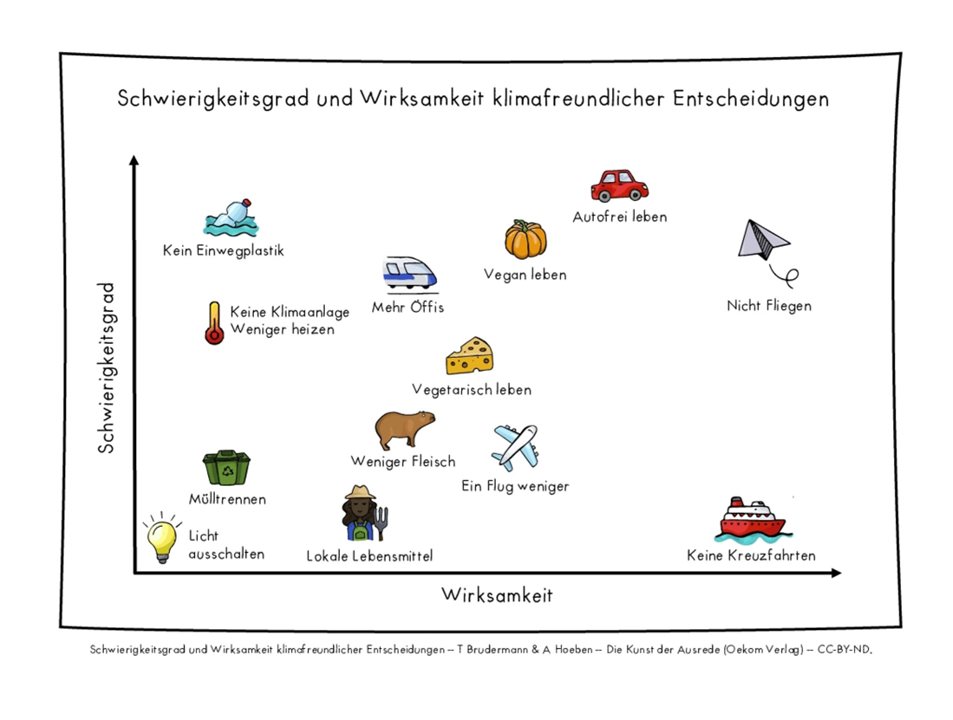 Schwierigkeitsgrad und Wirksamkeit klimafreundlicher Entscheidungen
Autofrei leben
Kein Einwegplastik
Vegan leben
Mehr Öffis
Nicht Fliegen
Keine Klimaanlage
Weniger heizen
Schwierigkeitsgrad
Vegetarisch leben
Weniger Fleisch
Ein Flug weniger
Mülltrennen
Licht
ausschalten
Lokale Lebensmittel
Keine Kreuzfahrten
Wirksamkeit
Schwierigkeitsgrad und Wirksamkeit klimafreundlicher Entscheidungen – T Brudermann & A Hoeben – Die Kunst der Ausrede (Oekom Verlag) – CC-BY-ND.